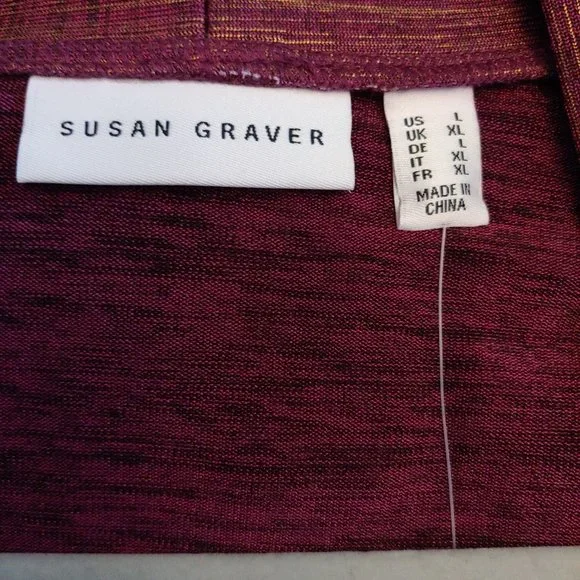 SUSAN GRAVER
US L
UK XL
DE L
IT XL
FR XL
MADE IN
CHINA